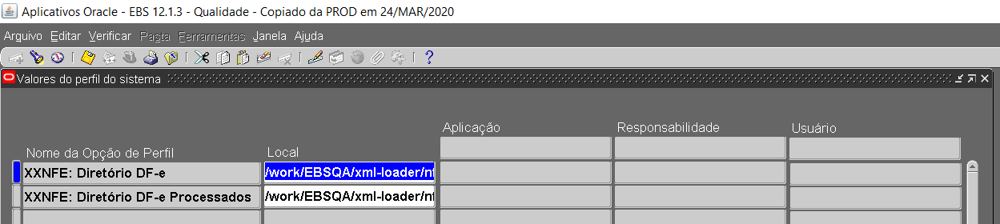 Aplicativos Oracle - EBS 12.1.3 - Qualidade - Copiado da PROD em 24/MAR/2020
Arquivo Editar Verificar Pasta Ferramentas Janela Ajuda
Valores do perfil do sistema
Aplicação Responsabilidade Usuário
Nome da Opção de Perfil Local
XXNFE: Diretório DF-e /work/EBSQA/xml-loader/nf
XXNFE: Diretório DF-e Processados /work/EBSQA/xml-loader/nf